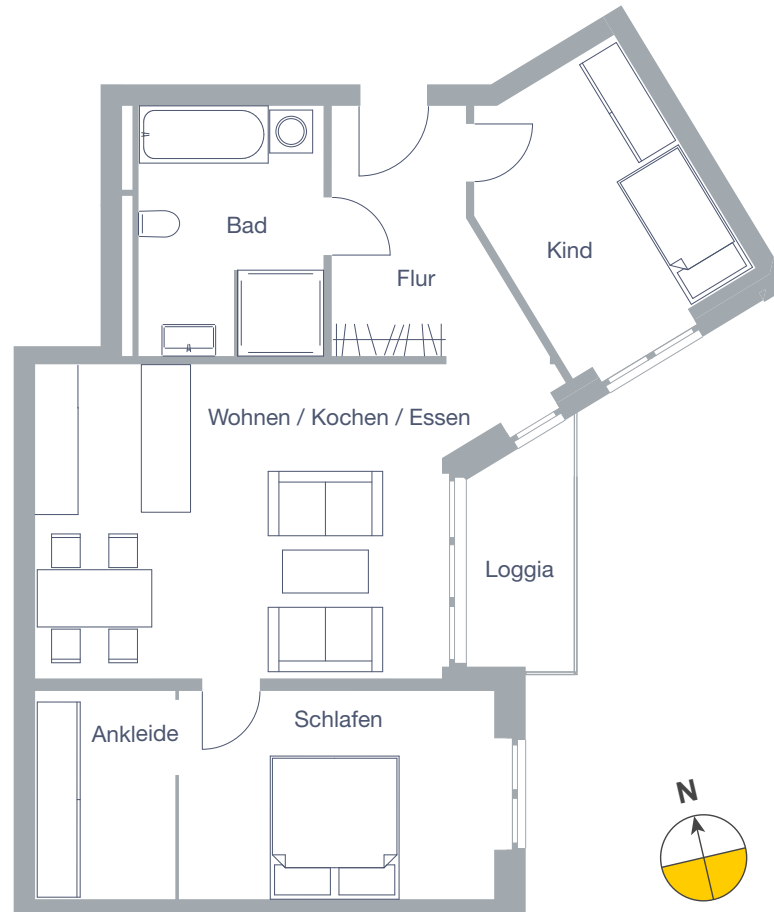 Bad
Kind
Flur
Wohnen / Kochen / Essen
Loggia
Schlafen
Ankleide
N